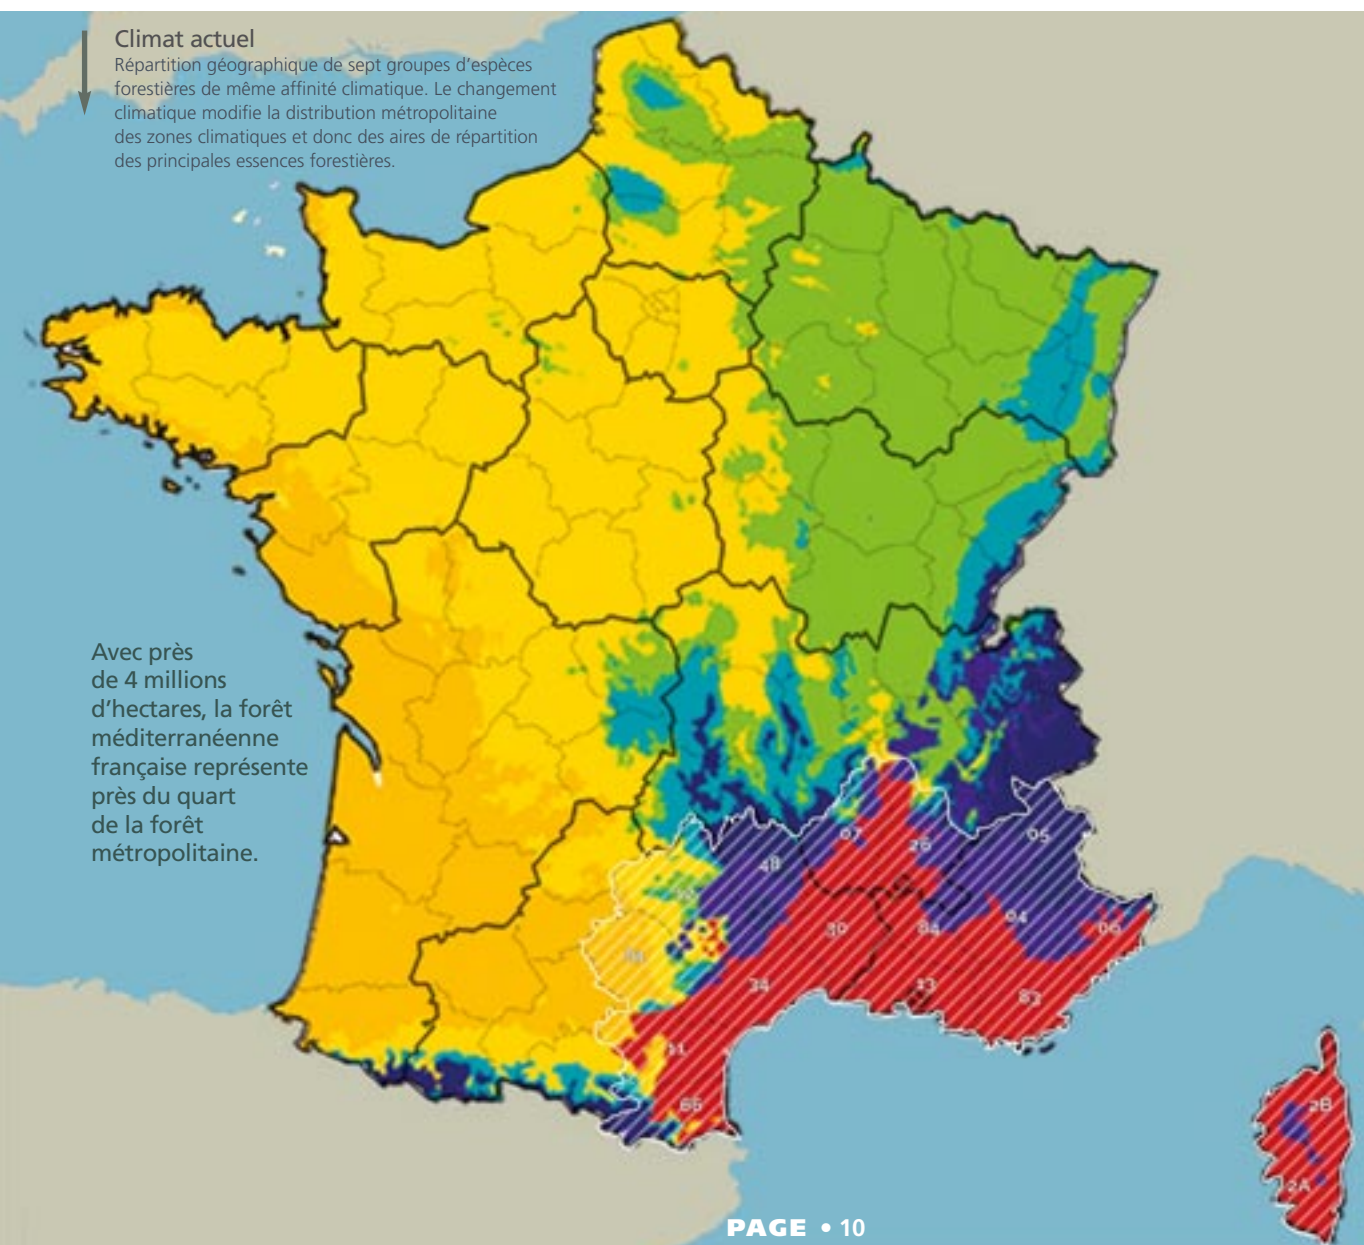 Climat actuel
Répartition géographique de sept groupes d'espèces
forestières de même affinité climatique. Le changement
climatique modifie la distribution métropolitaine
des zones climatiques et donc des aires de répartition
des principales essences forestières.
Avec près
de 4 millions
d'hectares, la forêt
méditerranéenne
française représente
près du quart
de la forêt
métropolitaine.
07
26
05
48
30
84
04
06
34
13
83
11
66
2B
2A
PAGE • 10